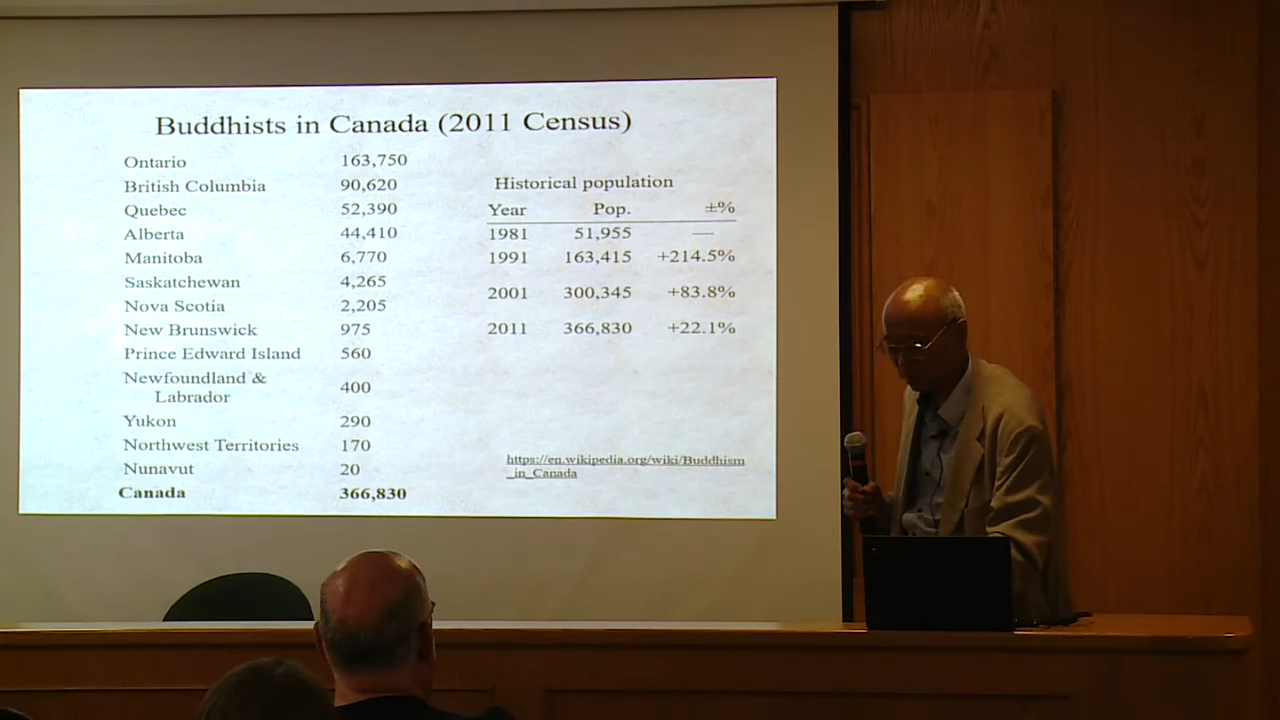 Buddhists in Canada (2011 Census)
Ontario 163,750
British Columbia 90,620
Quebec 52,390
Alberta 44,410
Manitoba 6,770
Saskatchewan 4,265
Nova Scotia 2,205
New Brunswick 975
Prince Edward Island 560
Newfoundland &
Labrador 400
Yukon 290
Northwest Territories 170
Nunavut 20
Canada 366,830
Historical population
Year Pop. ±%
1981 51,955 —
1991 163,415 +214.5%
2001 300,345 +83.8%
2011 366,830 +22.1%
https://en.wikipedia.org/wiki/Buddhism
_in_Canada